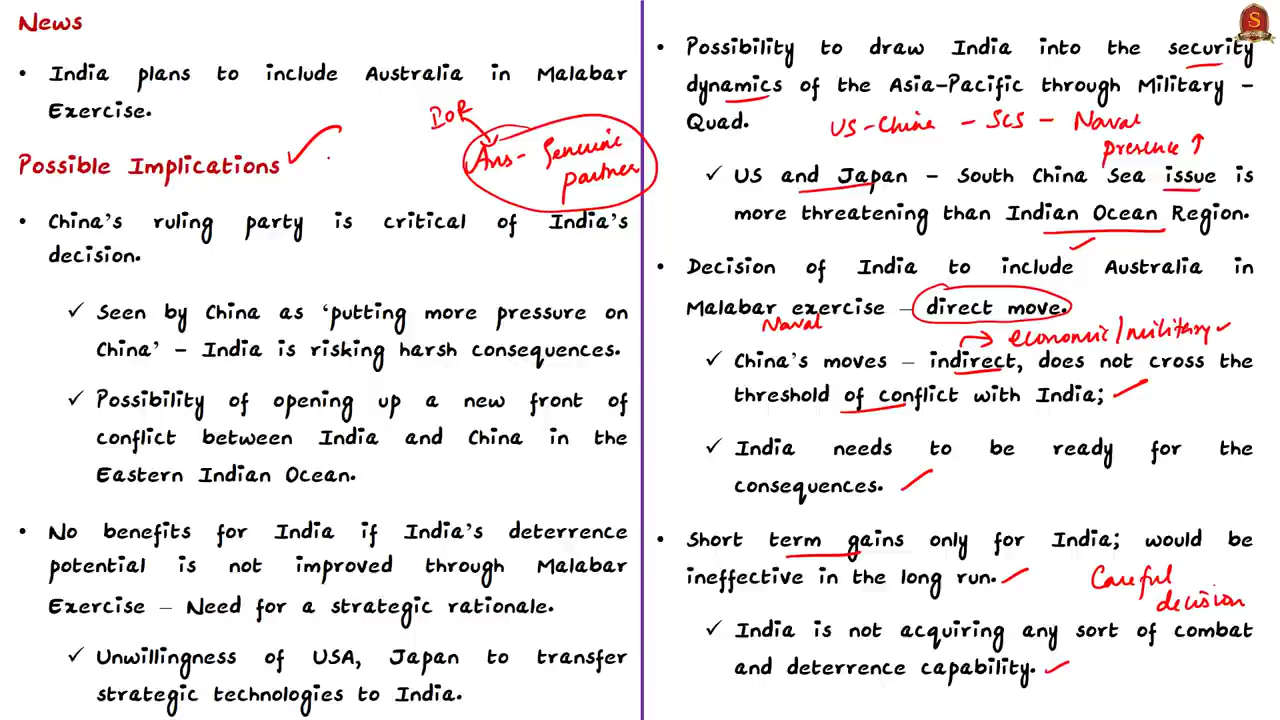 News
• India plans to include Australia in Malabar
Exercise.
IOR
Aus- Genuine
partner
Possible Implications
• China's ruling party is critical of India's
decision.
✓ Seen by China as 'putting more pressure on
China' – India is risking harsh consequences.
✓ Possibility of opening up a new front of
conflict between India and China in the
Eastern Indian Ocean.
• No benefits for India if India's deterrence
potential is not improved through Malabar
Exercise – Need for a strategic rationale.
✓ Unwillingness of USA, Japan to transfer
strategic technologies to India.
• Possibility to draw India into the security
dynamics of the Asia-Pacific through Military –
Quad.
US-China - SCS - Naval
presence ↑
✓ US and Japan – South China Sea issue is
more threatening than Indian Ocean Region.
• Decision of India to include Australia in
Malabar exercise – direct move.
Naval
→ economic/military
✓ China's moves – indirect, does not cross the
threshold of conflict with India;
✓ India needs to be ready for the
consequences.
• Short term gains only for India; would be
ineffective in the long run.
Careful
decision
✓ India is not acquiring any sort of combat
and deterrence capability.
S